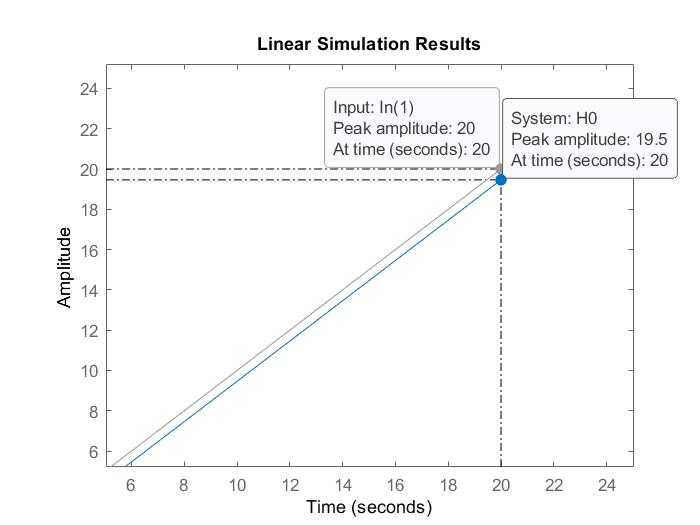 Linear Simulation Results
24
22
20
18
16
14
12
10
8
6
Amplitude
Input: In(1)
Peak amplitude: 20
At time (seconds): 20
System: H0
Peak amplitude: 19.5
At time (seconds): 20
6 8 10 12 14 16 18 20 22 24
Time (seconds)